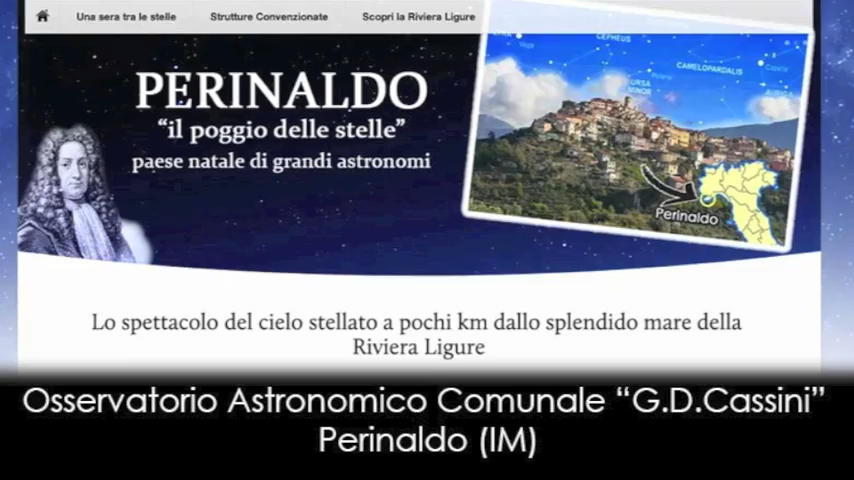 Una sera tra le stelle
Strutture Convenzionate
Scopri la Riviera Ligure
PERINALDO
“il poggio delle stelle”
paese natale di grandi astronomi
CEPHEUS
CAMELOPARDALIS
URSA
MINOR
Perinaldo
Lo spettacolo del cielo stellato a pochi km dallo splendido mare della
Riviera Ligure
Osservatorio Astronomico Comunale “G.D.Cassini”
Perinaldo (IM)